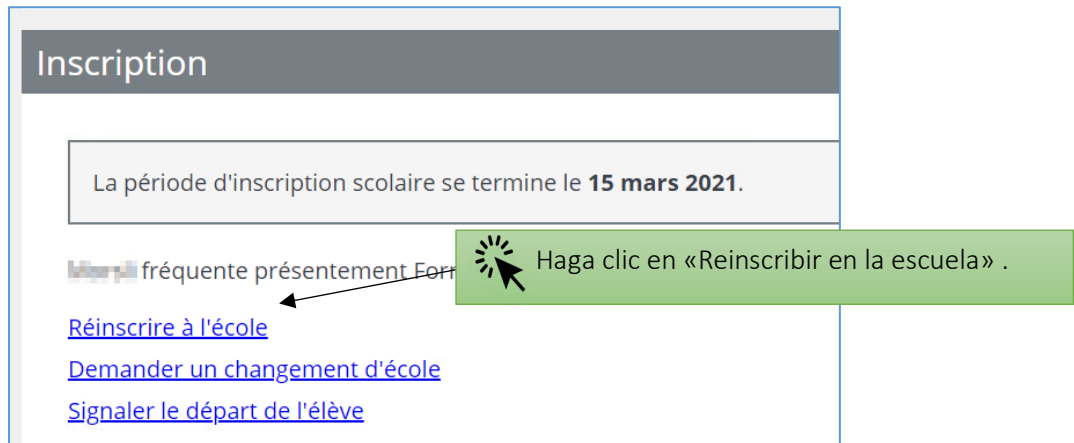 Inscription
La période d'inscription scolaire se termine le 15 mars 2021.
fréquente présentement
Haga clic en «Reinscribir en la escuela» .
Réinscrire à l'école
Demander un changement d'école
Signaler le départ de l'élève